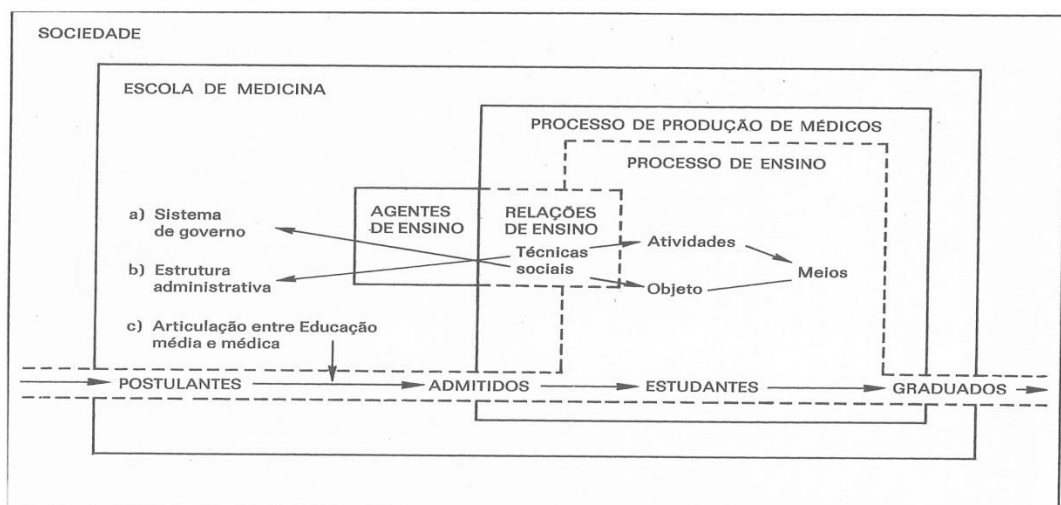 SOCIEDADE
ESCOLA DE MEDICINA
PROCESSO DE PRODUÇÃO DE MÉDICOS
PROCESSO DE ENSINO
AGENTES
DE ENSINO
RELAÇÕES
DE ENSINO
Técnicas
sociais
Atividades
Objeto
Meios
a) Sistema
de governo
b) Estrutura
administrativa
c) Articulação entre Educação
média e médica
POSTULANTES
ADMITIDOS
ESTUDANTES
GRADUADOS